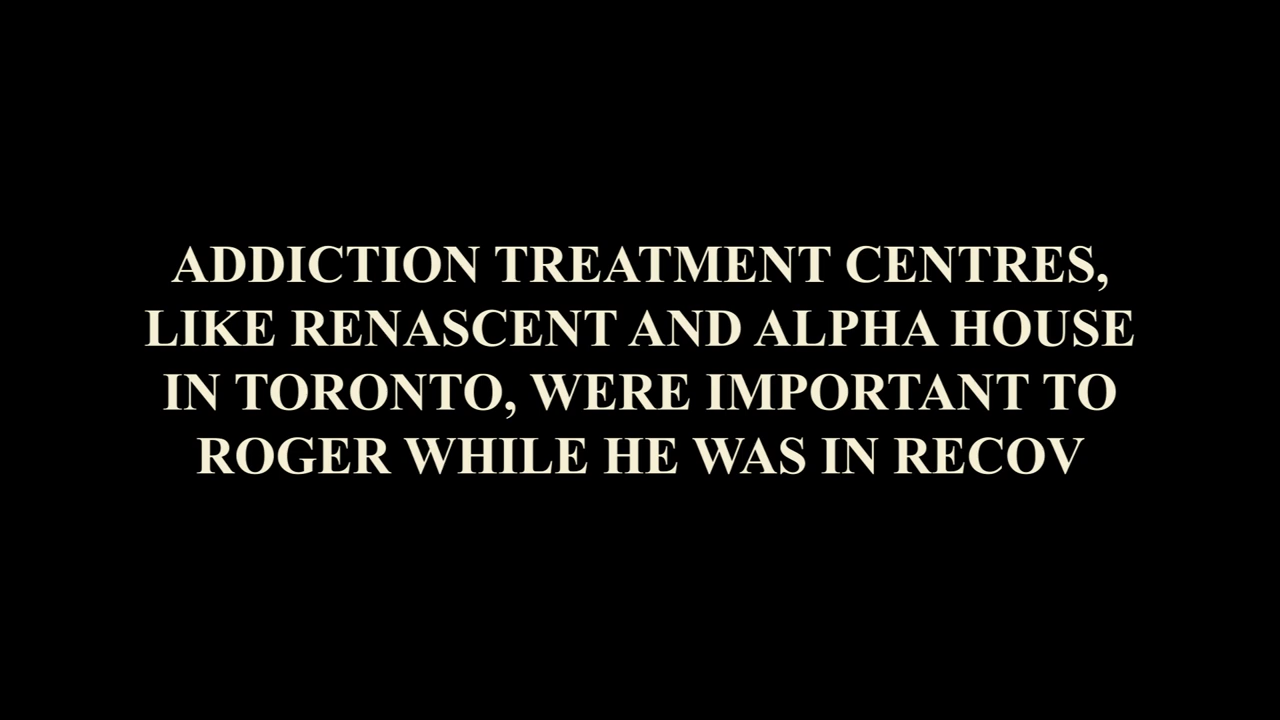 ADDICTION TREATMENT CENTRES,
LIKE RENASCENT AND ALPHA HOUSE
IN TORONTO, WERE IMPORTANT TO
ROGER WHILE HE WAS IN RECOV